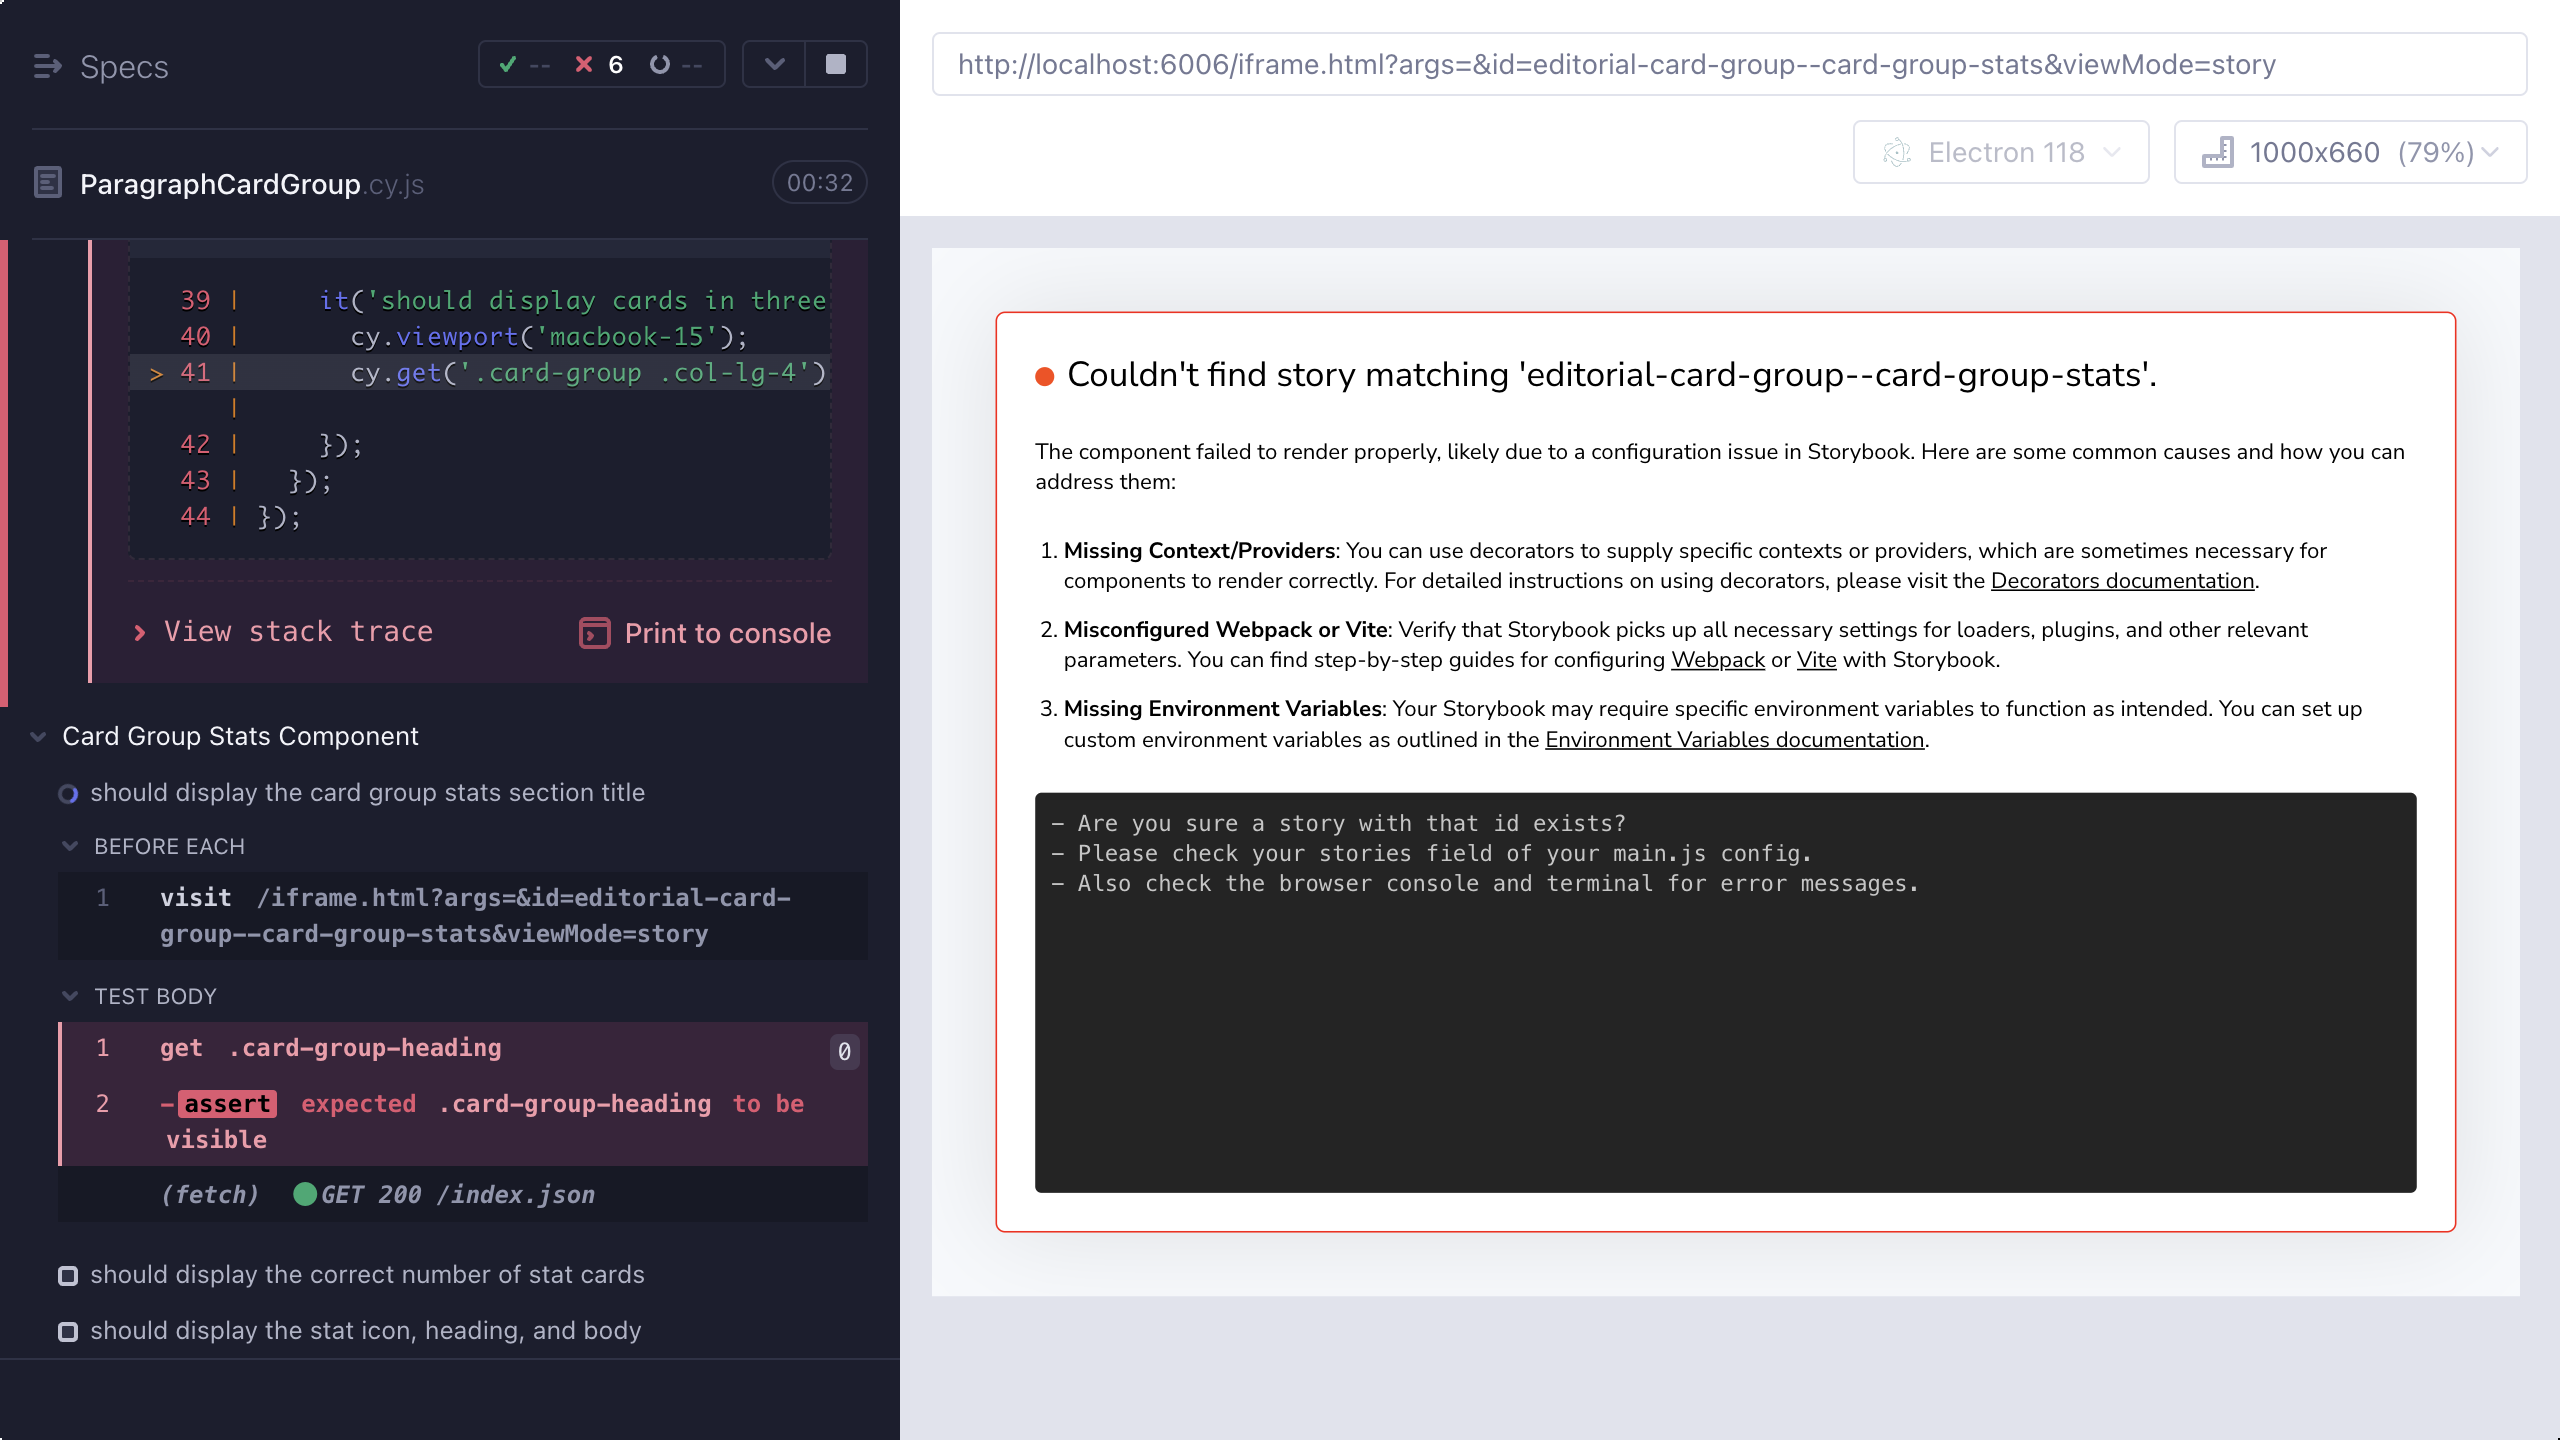 Specs
-- 6 --
ParagraphCardGroup.cy.js 00:32
39 | it('should display cards in three
40 | cy.viewport('macbook-15');
> 41 | cy.get('.card-group .col-lg-4')
|
42 | });
43 | });
44 | });
View stack trace
Print to console
Card Group Stats Component
should display the card group stats section title
BEFORE EACH
1 visit /iframe.html?args=&id=editorial-card-
group--card-group-stats&viewMode=story
TEST BODY
1 get .card-group-heading 0
2 -assert expected .card-group-heading to be
visible
(fetch) GET 200 /index.json
should display the correct number of stat cards
should display the stat icon, heading, and body
http://localhost:6006/iframe.html?args=&id=editorial-card-group--card-group-stats&viewMode=story
Electron 118
1000x660 (79%)
Couldn't find story matching 'editorial-card-group--card-group-stats'.
The component failed to render properly, likely due to a configuration issue in Storybook. Here are some common causes and how you can
address them:
1. Missing Context/Providers: You can use decorators to supply specific contexts or providers, which are sometimes necessary for
components to render correctly. For detailed instructions on using decorators, please visit the Decorators documentation.
2. Misconfigured Webpack or Vite: Verify that Storybook picks up all necessary settings for loaders, plugins, and other relevant
parameters. You can find step-by-step guides for configuring Webpack or Vite with Storybook.
3. Missing Environment Variables: Your Storybook may require specific environment variables to function as intended. You can set up
custom environment variables as outlined in the Environment Variables documentation.
- Are you sure a story with that id exists?
- Please check your stories field of your main.js config.
- Also check the browser console and terminal for error messages.